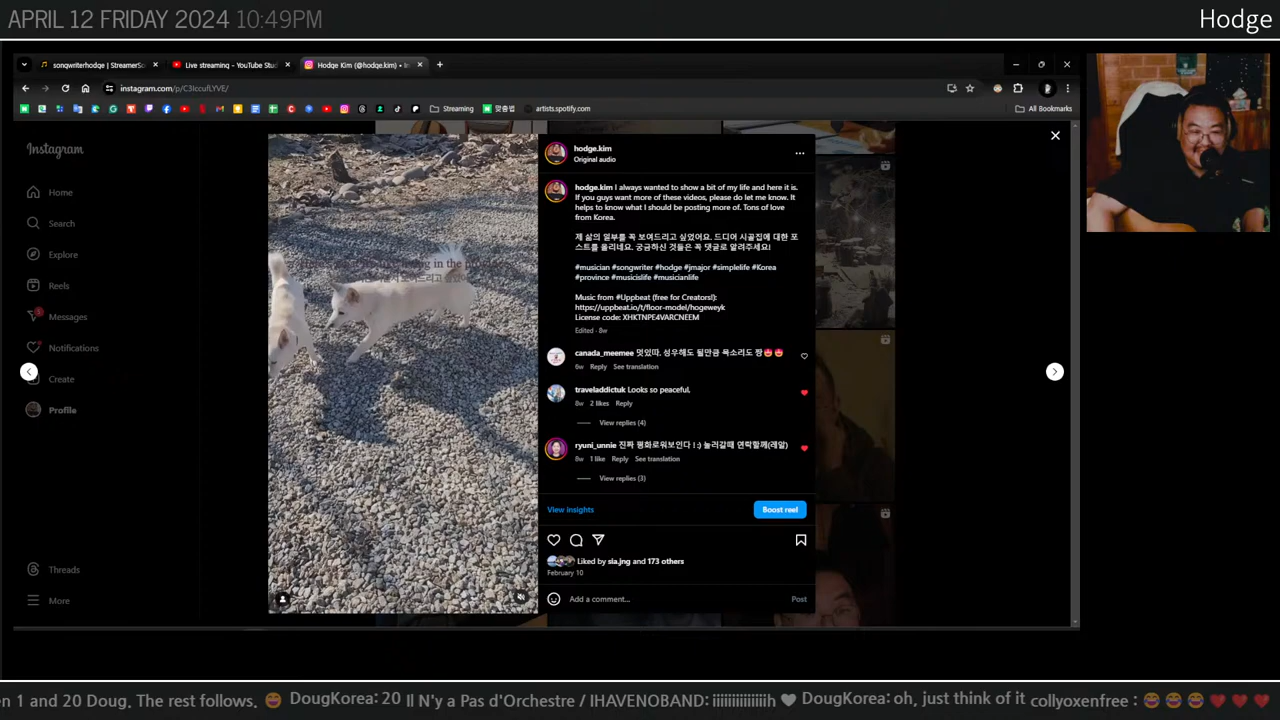 APRIL 12 FRIDAY 2024 10:49PM
Hodge
songwriterhodge | StreamerSo
Live streaming - YouTube Stud
Hodge Kim (@hodge.kim) • In
instagram.com/p/C3IccufLYVE/
Streaming
맞춤법
artists.spotify.com
All Bookmarks
Instagram
Home
Search
Explore
Reels
Messages
Notifications
Create
Profile
Threads
More
hodge.kim
Original audio
hodge.kim I always wanted to show a bit of my life and here it is.
If you guys want more of these videos, please do let me know. It
helps to know what I should be posting more of. Tons of love
from Korea.
제 삶의 일부를 꼭 보여드리고 싶었어요. 드디어 시골집에 대한 포
스트를 올리네요. 궁금하신 것들은 꼭 댓글로 알려주세요!
#musician #songwriter #hodge #jmajor #simplelife #Korea
#province #musicislife #musicianlife
Music from #Uppbeat (free for Creators!):
https://uppbeat.io/t/floor-model/hogeweyk
License code: XHKTNPE4VARCNEEM
Edited · 8w
canada_meemee 멋있따, 성우해도 될만큼 목소리도 짱😍😍
6w Reply See translation
traveladdictuk Looks so peaceful,
8w 2 likes Reply
View replies (4)
ryuni_unnie 진짜 평화로워보인다 ! :) 놀러갈때 연락할께(레알)
8w 1 like Reply See translation
View replies (3)
View insights
Boost reel
Liked by sla.jng and 173 others
February 10
Add a comment...
Post
n 1 and 20 Doug. The rest follows. 😄 DougKorea: 20 Il N'y a Pas d'Orchestre / IHAVENOBAND: iiiiiiiiiiiiih 🖤 DougKorea: oh, just think of it collyoxenfree : 😄 😄 😄 ❤️ ❤️ ❤️